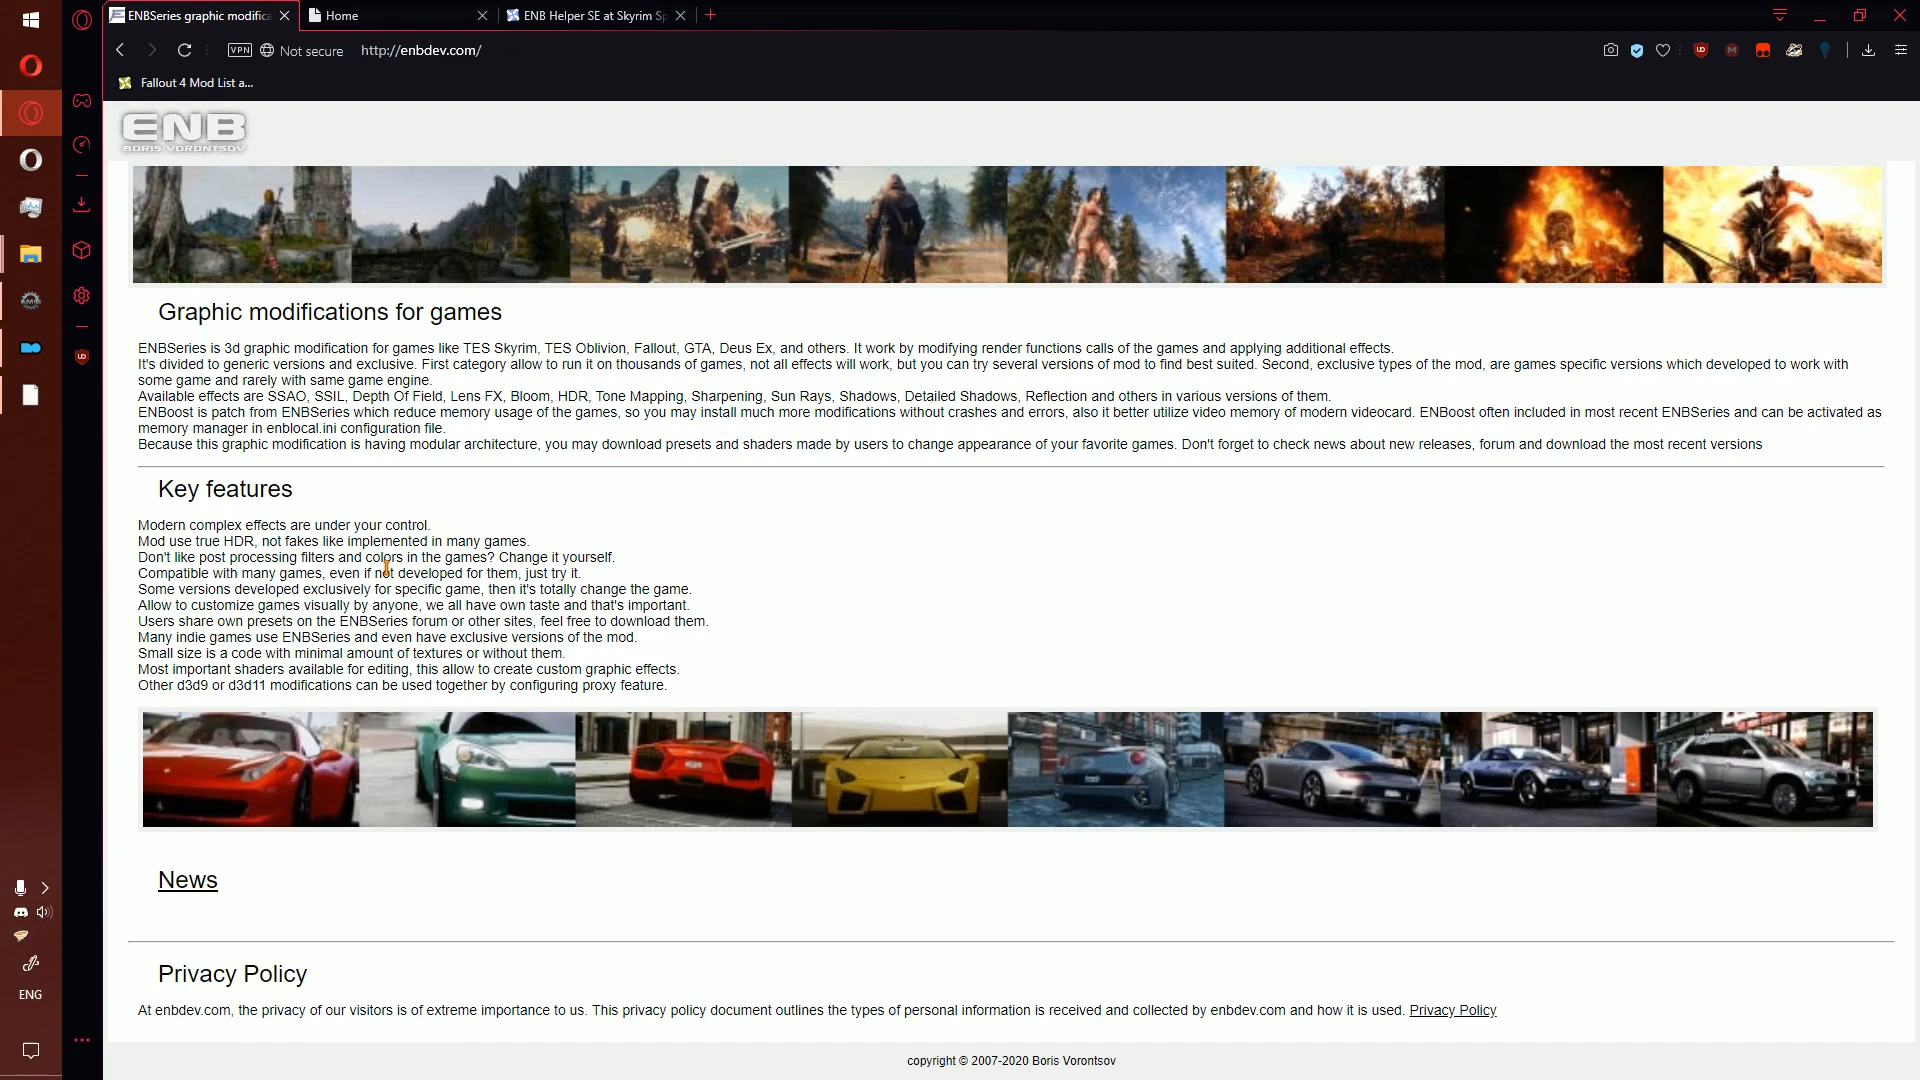 ENBSeries graphic modifica
Home
ENB Helper SE at Skyrim Sp
VPN
Not secure
http://enbdev.com/
Fallout 4 Mod List a...
ENB
BORIS VORONTSOV
Graphic modifications for games
ENBSeries is 3d graphic modification for games like TES Skyrim, TES Oblivion, Fallout, GTA, Deus Ex, and others. It work by modifying render functions calls of the games and applying additional effects.
It's divided to generic versions and exclusive. First category allow to run it on thousands of games, not all effects will work, but you can try several versions of mod to find best suited. Second, exclusive types of the mod, are games specific versions which developed to work with
some game and rarely with same game engine.
Available effects are SSAO, SSIL, Depth Of Field, Lens FX, Bloom, HDR, Tone Mapping, Sharpening, Sun Rays, Shadows, Detailed Shadows, Reflection and others in various versions of them.
ENBoost is patch from ENBSeries which reduce memory usage of the games, so you may install much more modifications without crashes and errors, also it better utilize video memory of modern videocard. ENBoost often included in most recent ENBSeries and can be activated as
memory manager in enblocal.ini configuration file.
Because this graphic modification is having modular architecture, you may download presets and shaders made by users to change appearance of your favorite games. Don't forget to check news about new releases, forum and download the most recent versions
Key features
Modern complex effects are under your control.
Mod use true HDR, not fakes like implemented in many games.
Don't like post processing filters and colors in the games? Change it yourself.
Compatible with many games, even if not developed for them, just try it.
Some versions developed exclusively for specific game, then it's totally change the game.
Allow to customize games visually by anyone, we all have own taste and that's important.
Users share own presets on the ENBSeries forum or other sites, feel free to download them.
Many indie games use ENBSeries and even have exclusive versions of the mod.
Small size is a code with minimal amount of textures or without them.
Most important shaders available for editing, this allow to create custom graphic effects.
Other d3d9 or d3d11 modifications can be used together by configuring proxy feature.
News
Privacy Policy
At enbdev.com, the privacy of our visitors is of extreme importance to us. This privacy policy document outlines the types of personal information is received and collected by enbdev.com and how it is used. Privacy Policy
copyright © 2007-2020 Boris Vorontsov
ENG